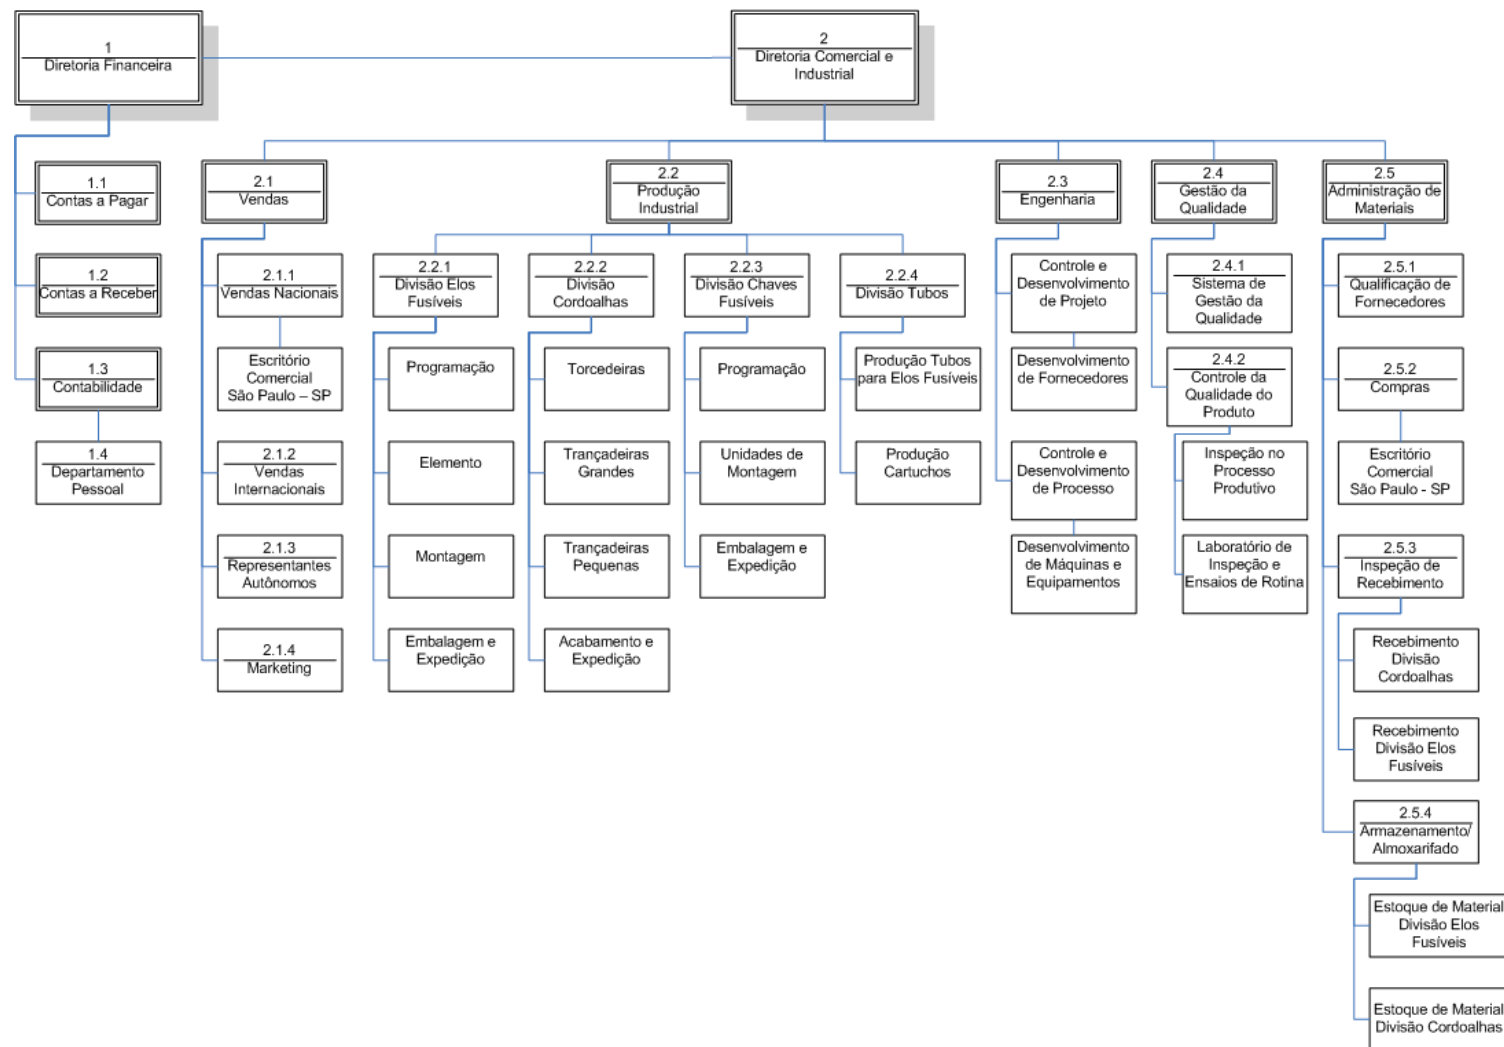 1
Diretoria Financeira
2
Diretoria Comercial e
Industrial
1.1
Contas a Pagar
1.2
Contas a Receber
1.3
Contabilidade
1.4
Departamento
Pessoal
2.1
Vendas
2.1.1
Vendas Nacionais
Escritório
Comercial
São Paulo – SP
2.1.2
Vendas
Internacionais
2.1.3
Representantes
Autônomos
2.1.4
Marketing
2.2
Produção
Industrial
2.2.1
Divisão Elos
Fusíveis
Programação
Elemento
Montagem
Embalagem e
Expedição
2.2.2
Divisão
Cordoalhas
Torcedeiras
Trançadeiras
Grandes
Trançadeiras
Pequenas
Acabamento e
Expedição
2.2.3
Divisão Chaves
Fusíveis
Programação
Unidades de
Montagem
Embalagem e
Expedição
2.2.4
Divisão Tubos
Produção Tubos
para Elos Fusíveis
Produção
Cartuchos
2.3
Engenharia
Controle e
Desenvolvimento
de Projeto
Desenvolvimento
de Fornecedores
Controle e
Desenvolvimento
de Processo
Desenvolvimento
de Máquinas e
Equipamentos
2.4
Gestão da
Qualidade
2.4.1
Sistema de
Gestão da
Qualidade
2.4.2
Controle da
Qualidade do
Produto
Inspeção no
Processo
Produtivo
Laboratório de
Inspeção e
Ensaios de Rotina
2.5
Administração de
Materiais
2.5.1
Qualificação de
Fornecedores
2.5.2
Compras
Escritório
Comercial
São Paulo - SP
2.5.3
Inspeção de
Recebimento
Recebimento
Divisão
Cordoalhas
Recebimento
Divisão Elos
Fusíveis
2.5.4
Armazenamento/
Almoxarifado
Estoque de Material
Divisão Elos
Fusíveis
Estoque de Material
Divisão Cordoalhas